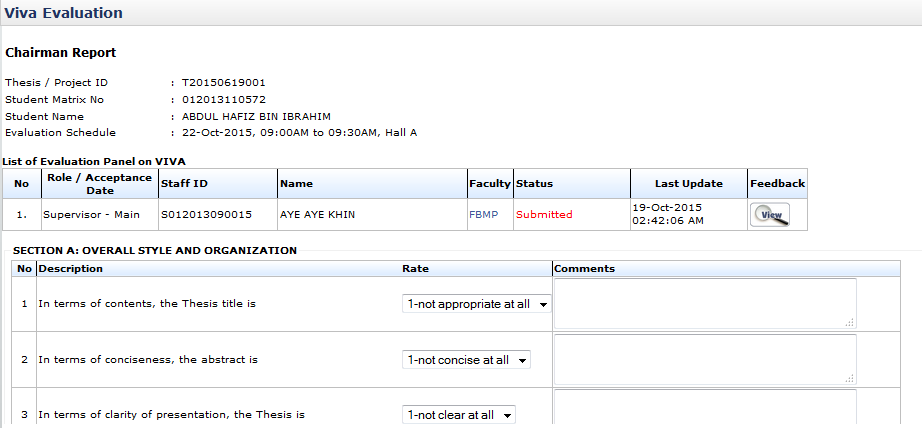 Viva Evaluation
Chairman Report
Thesis / Project ID : T20150619001
Student Matrix No : 012013110572
Student Name : ABDUL HAFIZ BIN IBRAHIM
Evaluation Schedule : 22-Oct-2015, 09:00AM to 09:30AM, Hall A
List of Evaluation Panel on VIVA
No Role / Acceptance Date Staff ID Name Faculty Status Last Update Feedback
1. Supervisor - Main S012013090015 AYE AYE KHIN FBMP Submitted 19-Oct-2015 02:42:06 AM View
SECTION A: OVERALL STYLE AND ORGANIZATION
No Description Rate Comments
1 In terms of contents, the Thesis title is 1-not appropriate at all
2 In terms of conciseness, the abstract is 1-not concise at all
3 In terms of clarity of presentation, the Thesis is 1-not clear at all